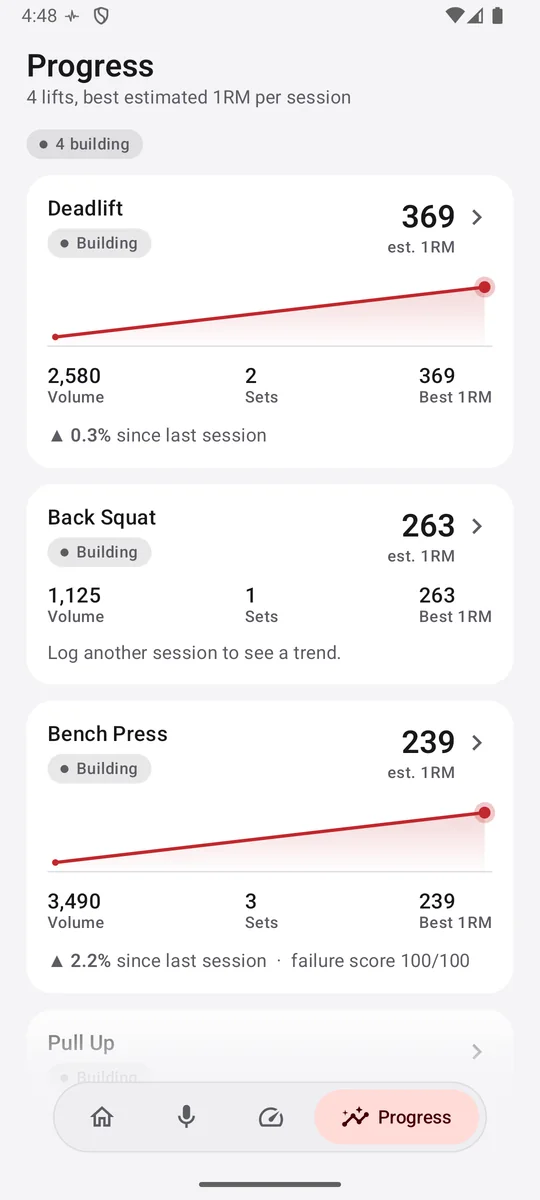 4:48
Progress
4 lifts, best estimated 1RM per session
4 building
Deadlift
369
Building
est. 1RM
2,580
2
369
Volume
Sets
Best 1RM
▲ 0.3% since last session
Back Squat
263
Building
est. 1RM
1,125
1
263
Volume
Sets
Best 1RM
Log another session to see a trend.
Bench Press
239
Building
est. 1RM
3,490
3
239
Volume
Sets
Best 1RM
▲ 2.2% since last session · failure score 100/100
Pull Up
Building
Progress